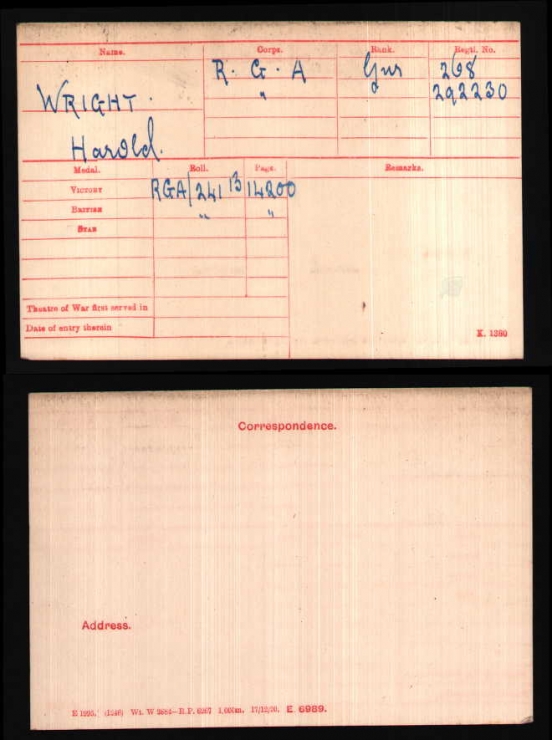 Name. Corps. Rank. Regtl. No.
R. G. A Gnr 268
WRIGHT. " 292230
Harold.
Medal. Roll. Page. Remarks.
VICTORY RGA/241 B 14200
BRITISH " "
STAR
Theatre of War first served in
Date of entry therein
K. 1380
Correspondence.
Address.
E. 6989.